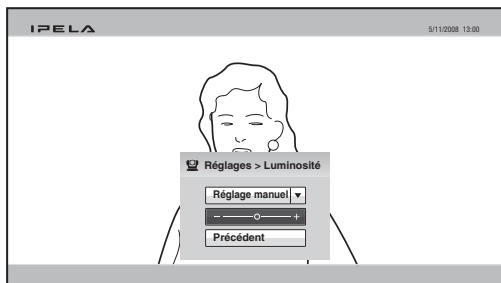 IPELA
5/11/2008 13:00
Réglages > Luminosité
Réglage manuel
Précédent